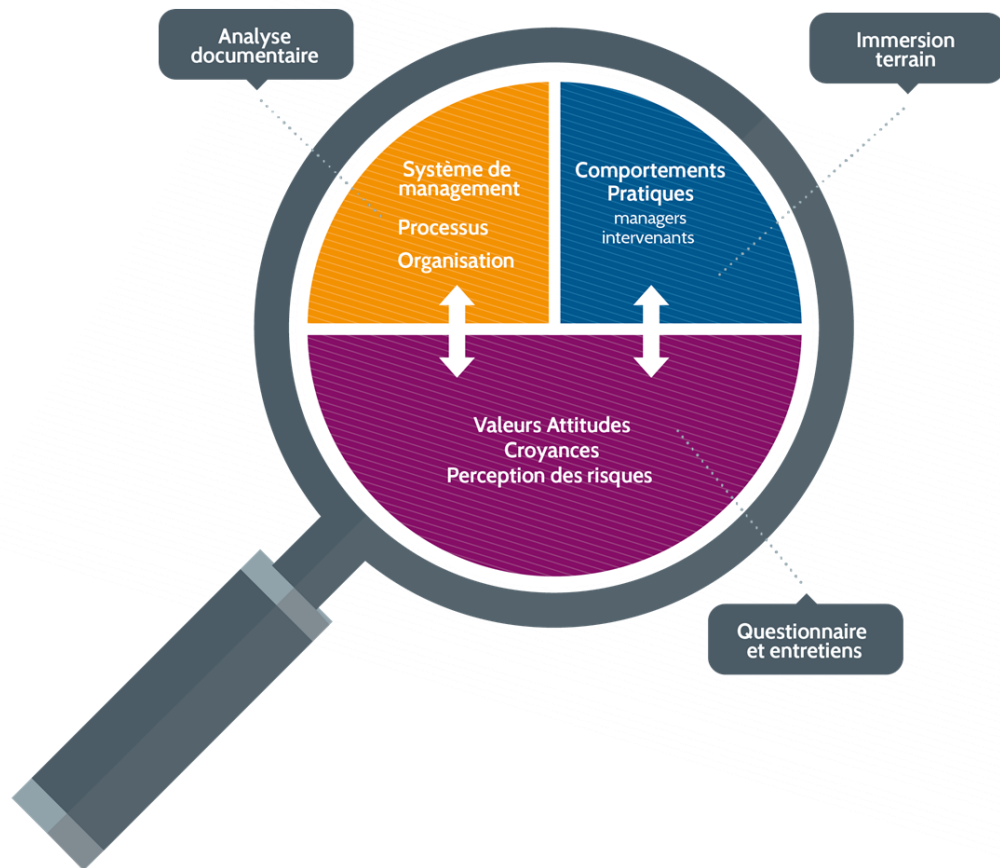 Analyse
documentaire
Immersion
terrain
Système de
management
Processus
Organisation
Comportements
Pratiques
managers
intervenants
Valeurs Attitudes
Croyances
Perception des risques
Questionnaire
et entretiens